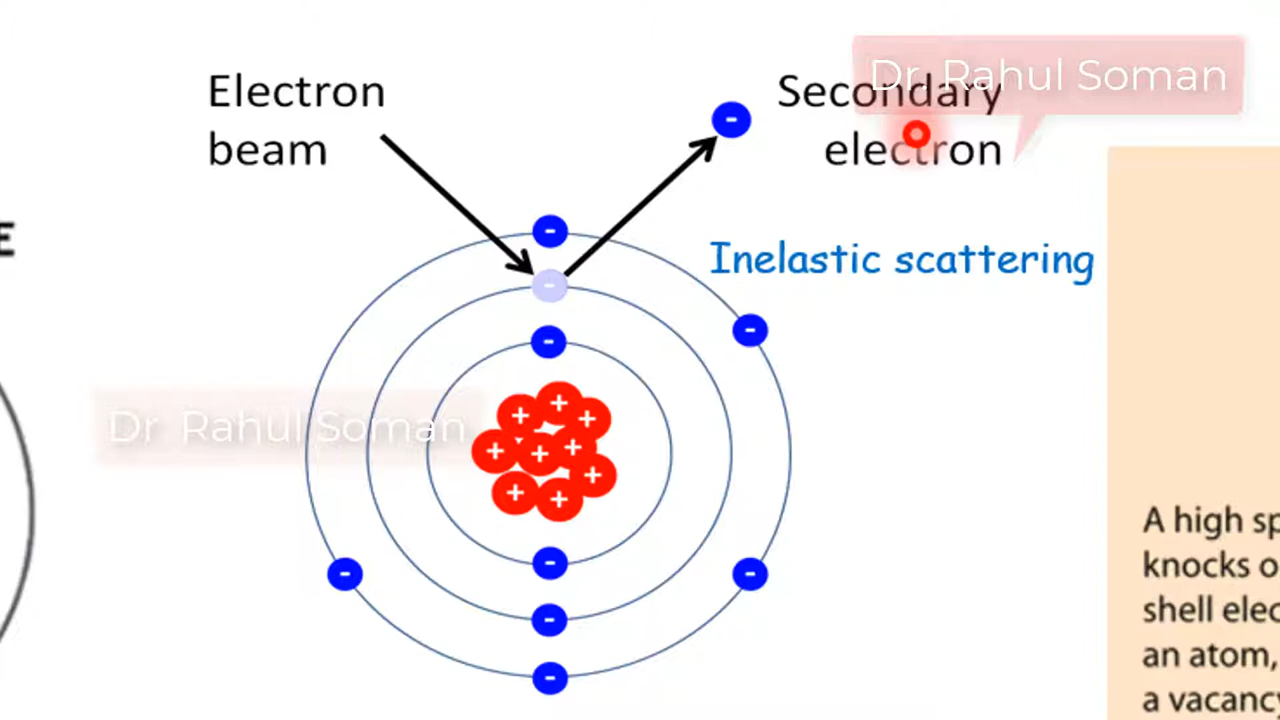 Electron
beam
Secondary
electron
Dr. Rahul Soman
Inelastic scattering
Dr. Rahul Soman
E
A high sp
knocks o
shell elec
an atom,
a vacancy
-
-
-
-
-
-
-
-
-
-
+
+
+
+
+
+
+
+
+